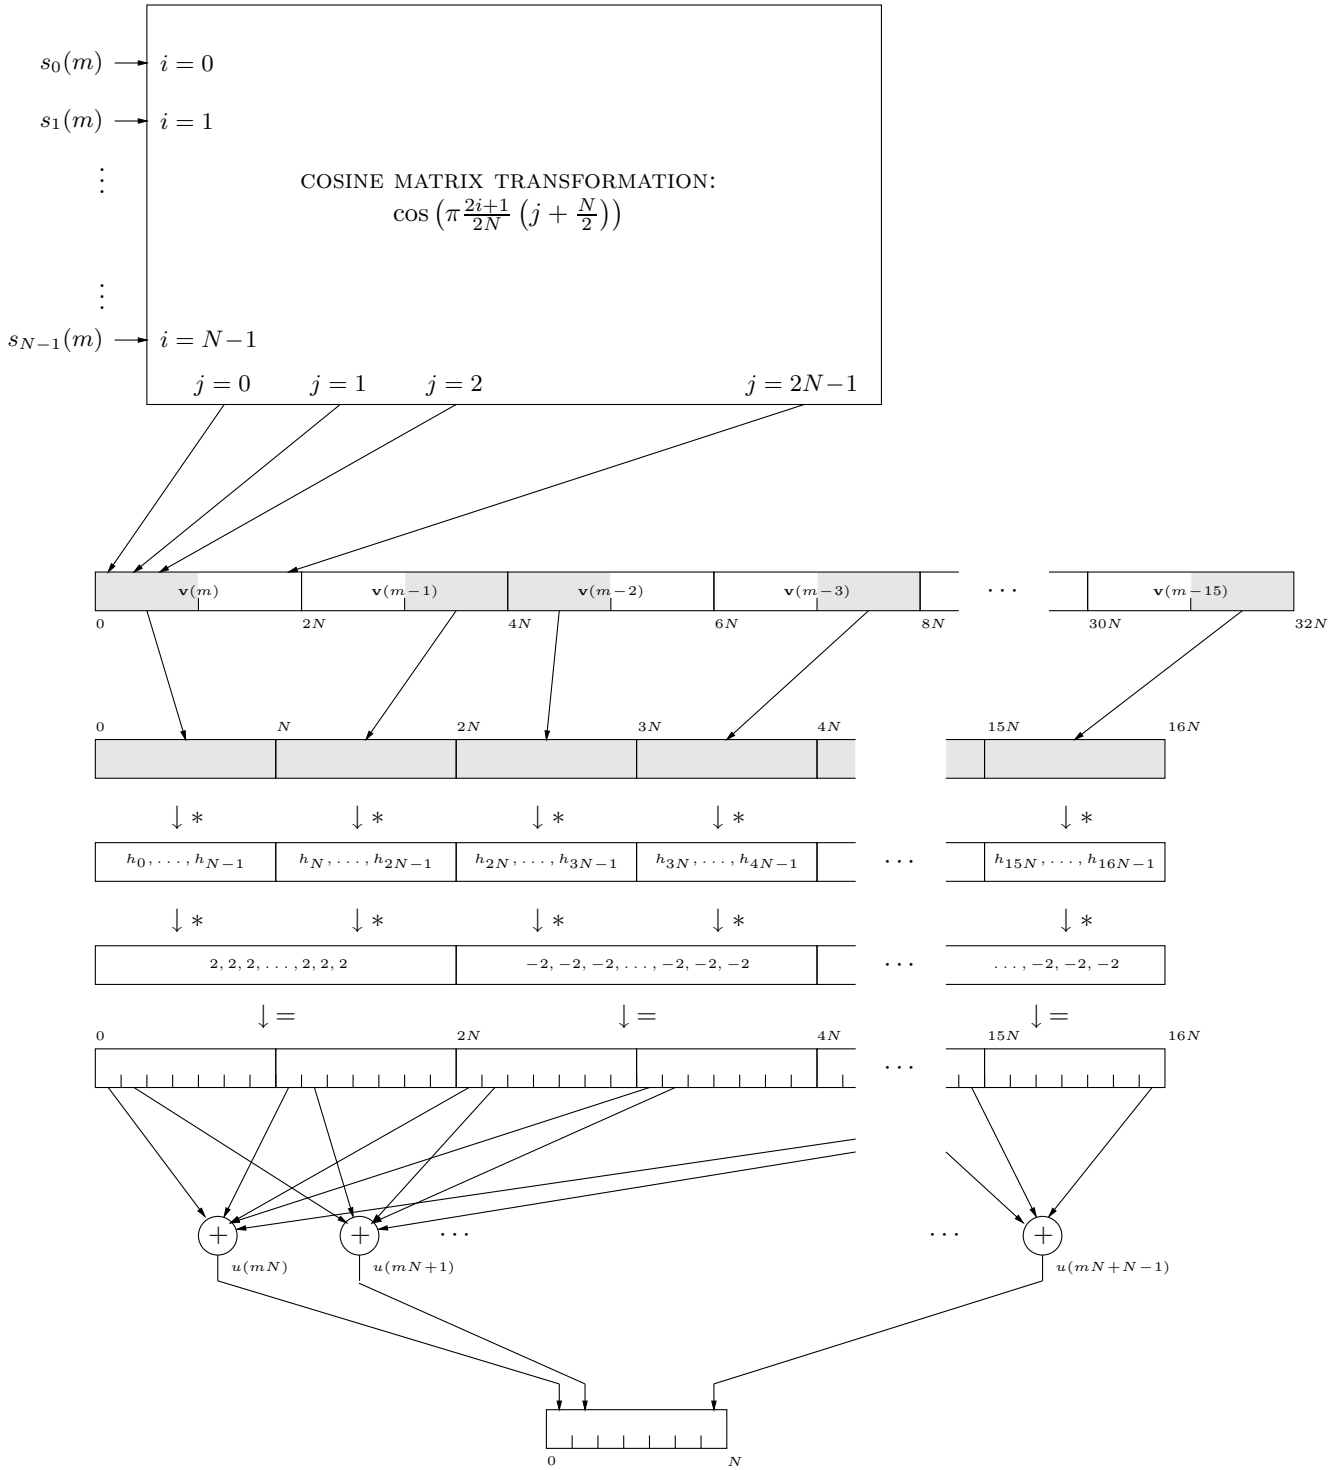 s_0(m) i = 0
s_1(m) i = 1
⋮
COSINE MATRIX TRANSFORMATION:
cos (π \frac{2i+1}{2N} (j + \frac{N}{2}))
⋮
s_{N−1}(m) i = N−1
j = 0 j = 1 j = 2 j = 2N−1
v(m) v(m−1) v(m−2) v(m−3) ⋯ v(m−15)
0 2N 4N 6N 8N 30N 32N
0 N 2N 3N 4N 15N 16N
↓ * ↓ * ↓ * ↓ * ↓ *
h_0, . . . , h_{N−1} h_N, . . . , h_{2N−1} h_{2N}, . . . , h_{3N−1} h_{3N}, . . . , h_{4N−1} ⋯ h_{15N}, . . . , h_{16N−1}
↓ * ↓ * ↓ * ↓ * ↓ *
2, 2, 2, . . . , 2, 2, 2 −2, −2, −2, . . . , −2, −2, −2 ⋯ . . . , −2, −2, −2
↓ = ↓ = ↓ =
0 2N 4N 15N 16N
⋯
+ + ⋯ ⋯ +
u(mN) u(mN+1) u(mN+N−1)
0 N